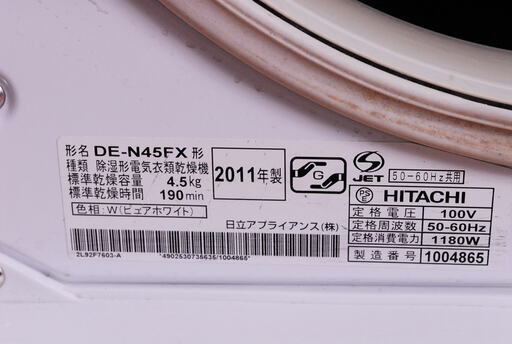 形名 DE-N45FX 形
種類 除湿形電気衣類乾燥機
標準乾燥容量 4.5kg
標準乾燥時間 190min
色相:W(ピュアホワイト)
2011年製
G
S
JET
50-60Hz共用
PS
E
HITACHI
定格電圧 100V
定格周波数 50-60Hz
定格消費電力 1180W
製造番号 1004865
日立アプライアンス(株)
2L92F7603-A
*4902530735635/1004865*